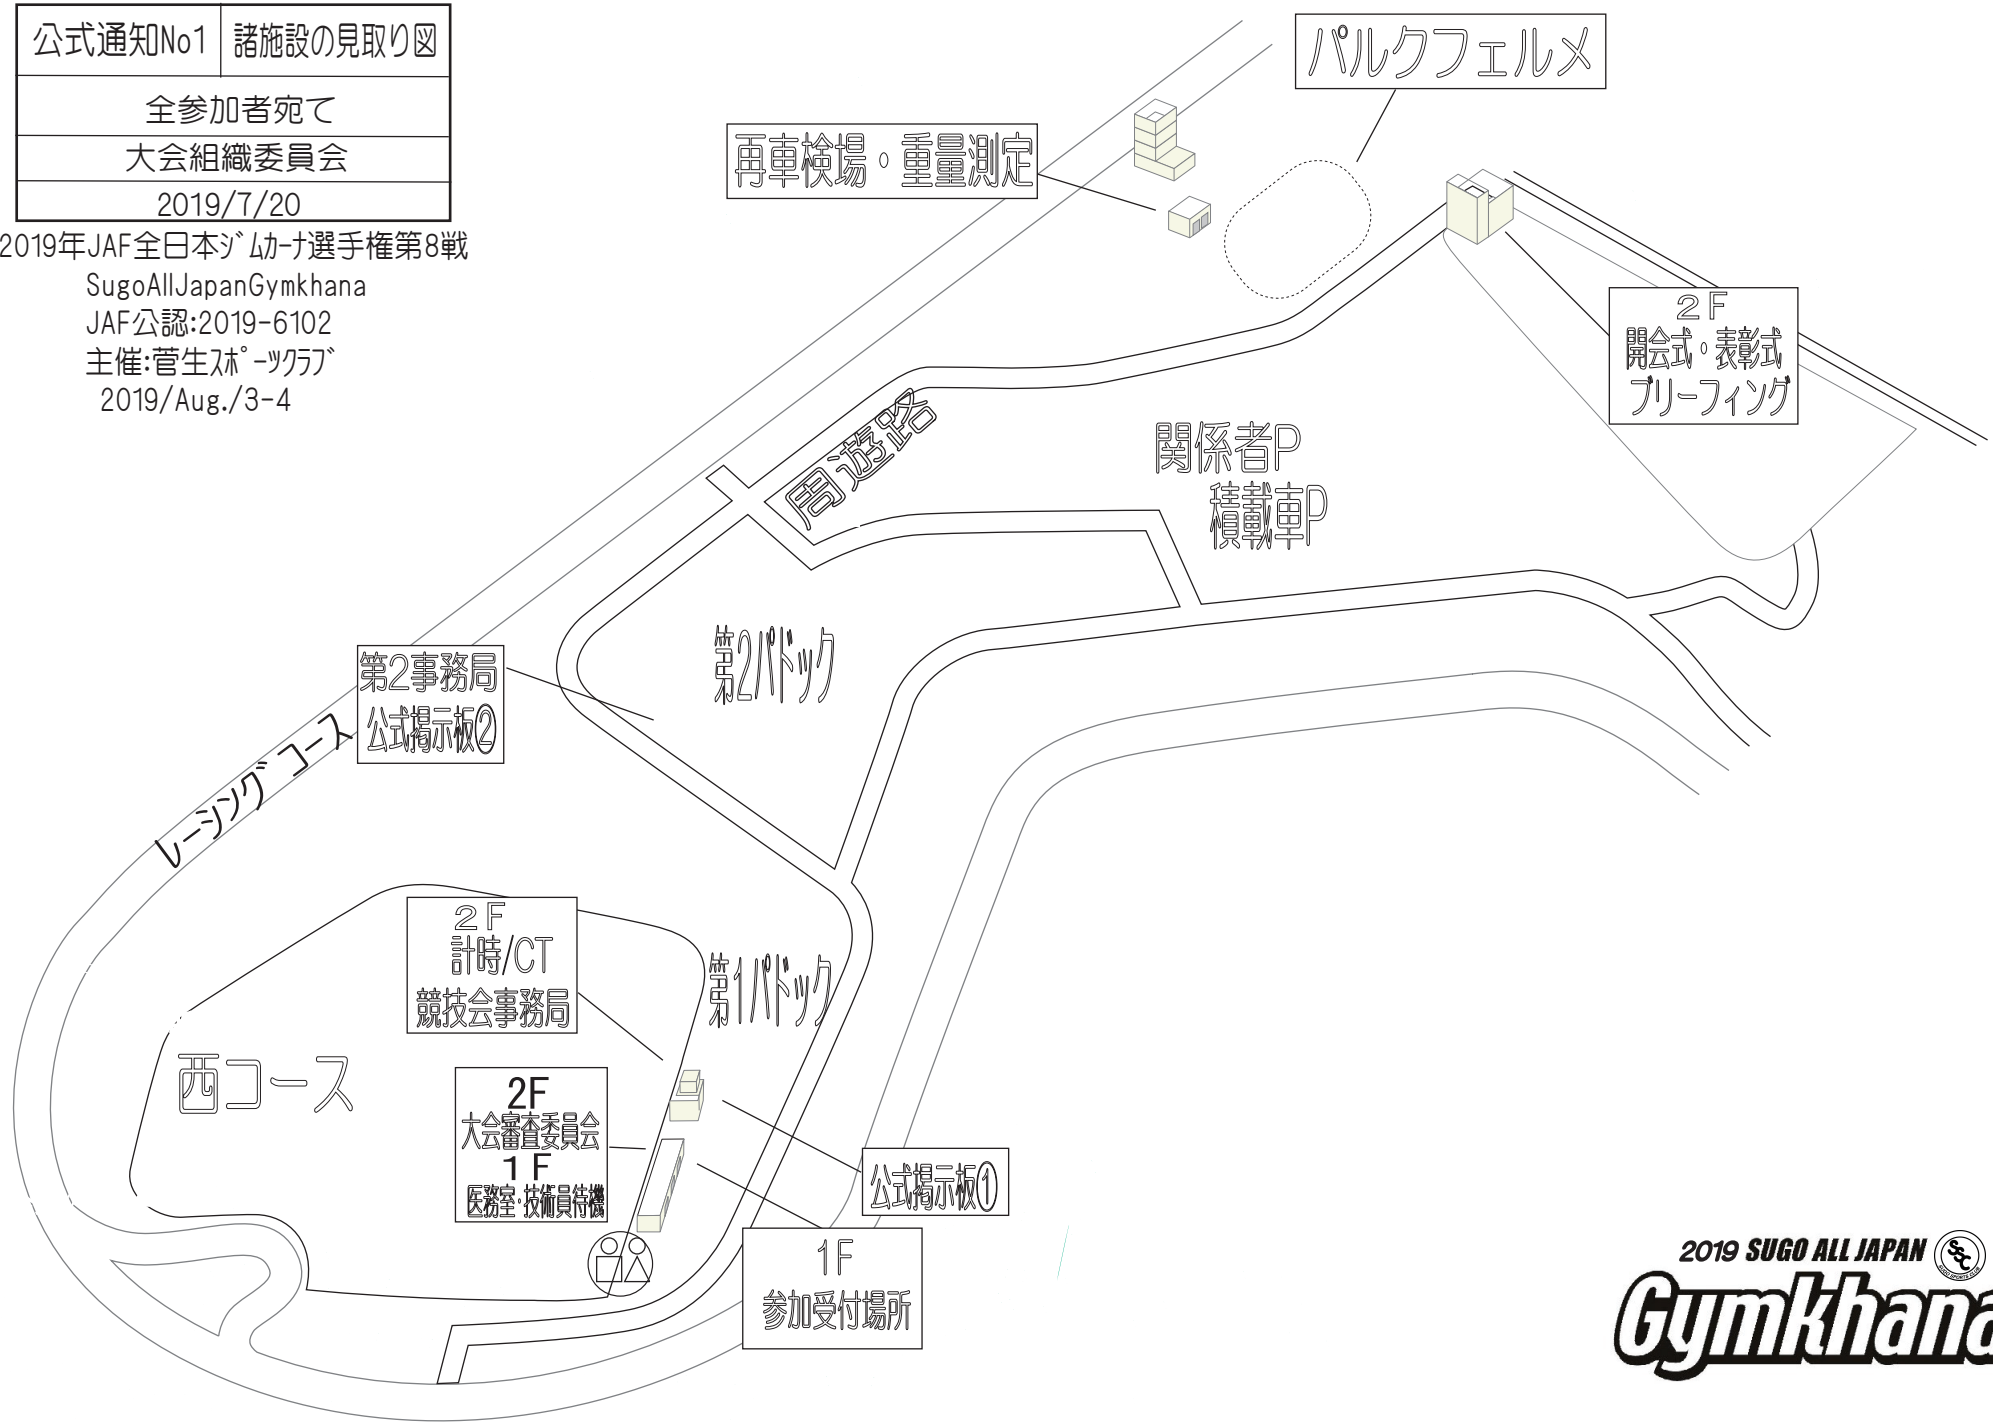 公式通知No1 諸施設の見取り図
全参加者宛て
大会組織委員会
2019/7/20
2019年JAF全日本ジムカーナ選手権第8戦
SugoAllJapanGymkhana
JAF公認:2019-6102
主催:菅生スポーツクラブ
2019/Aug./3-4
パルクフェルメ
再車検場・重量測定
2F
開会式・表彰式
ブリーフィング
周遊路
関係者P
積載車P
第2パドック
第2事務局
公式掲示板②
レーシングコース
2F
計時/CT
競技会事務局
第1パドック
西コース
2F
大会審査委員会
1F
医務室・技術員待機
公式掲示板①
1F
参加受付場所
2019 SUGO ALL JAPAN
SSC
Gymkhana